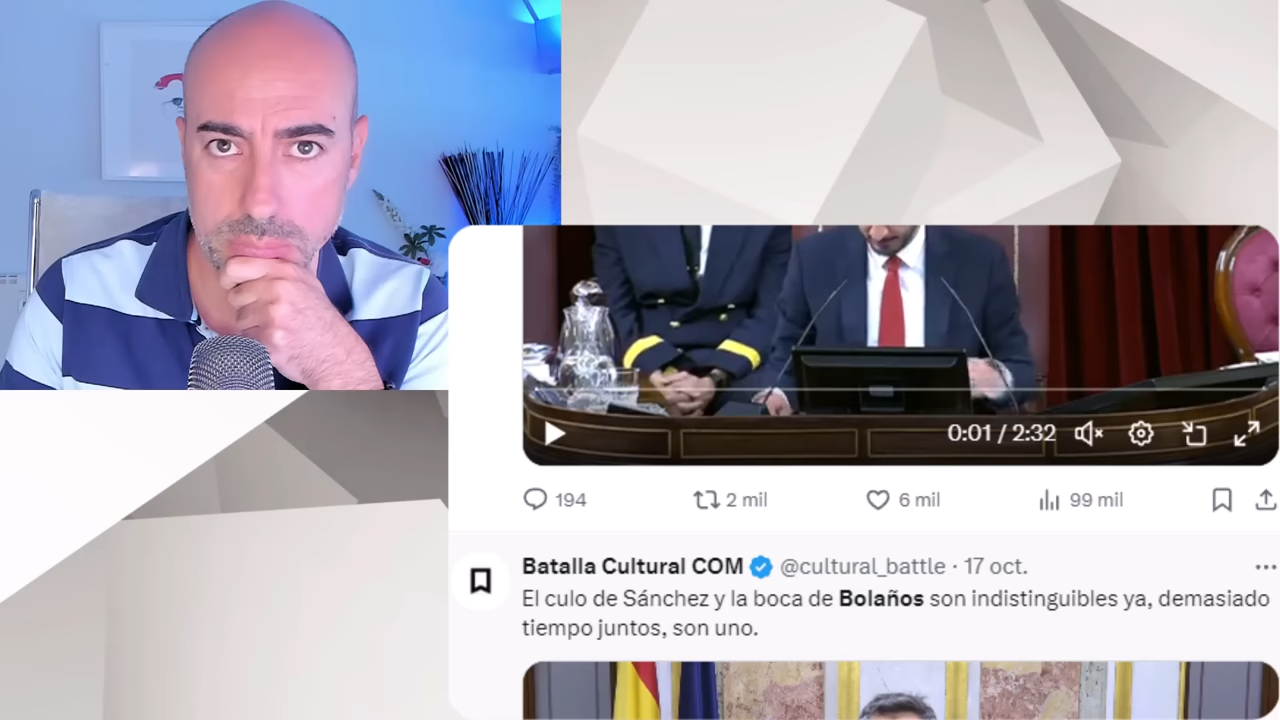 0:01 / 2:32
194 2 mil 6 mil 99 mil
Batalla Cultural COM @cultural_battle · 17 oct.
El culo de Sánchez y la boca de Bolaños son indistinguibles ya, demasiado
tiempo juntos, son uno.